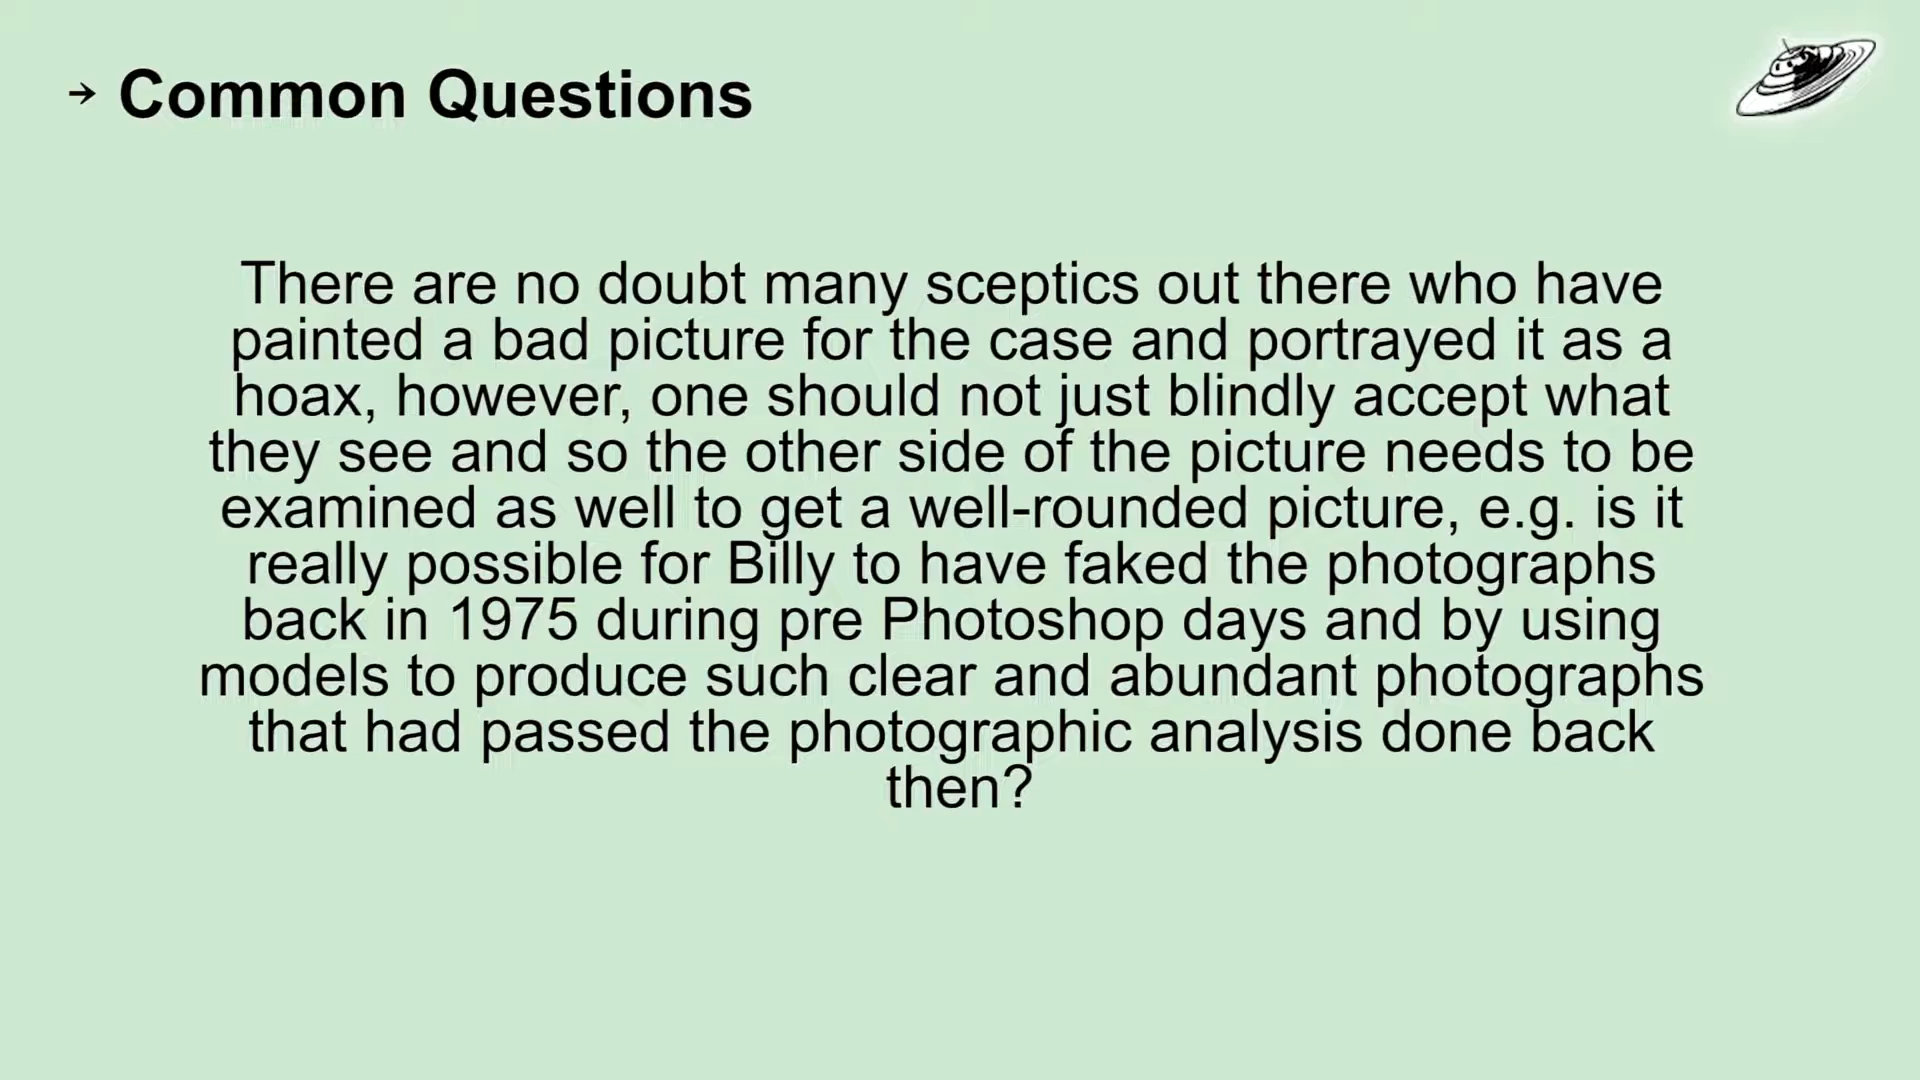 → Common Questions
There are no doubt many sceptics out there who have
painted a bad picture for the case and portrayed it as a
hoax, however, one should not just blindly accept what
they see and so the other side of the picture needs to be
examined as well to get a well-rounded picture, e.g. is it
really possible for Billy to have faked the photographs
back in 1975 during pre Photoshop days and by using
models to produce such clear and abundant photographs
that had passed the photographic analysis done back
then?